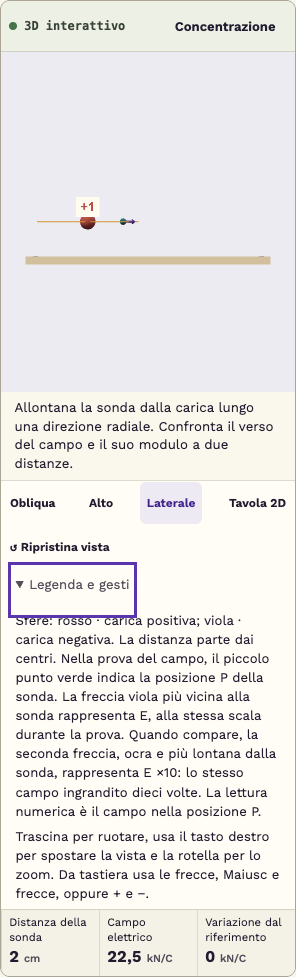 3D interattivo
Concentrazione
+1
Allontana la sonda dalla carica lungo
una direzione radiale. Confronta il verso
del campo e il suo modulo a due
distanze.
Obliqua Alto Laterale Tavola 2D
↺ Ripristina vista
▼ Legenda e gesti
Sfere: rosso · carica positiva; viola ·
carica negativa. La distanza parte dai
centri. Nella prova del campo, il piccolo
punto verde indica la posizione P della
sonda. La freccia viola più vicina alla
sonda rappresenta E, alla stessa scala
durante la prova. Quando compare, la
seconda freccia, ocra e più lontana dalla
sonda, rappresenta E ×10: lo stesso
campo ingrandito dieci volte. La lettura
numerica è il campo nella posizione P.
Trascina per ruotare, usa il tasto destro
per spostare la vista e la rotella per lo
zoom. Da tastiera usa le frecce, Maiusc e
frecce, oppure + e −.
Distanza della
sonda
2 cm
Campo
elettrico
22,5 kN/C
Variazione dal
riferimento
0 kN/C